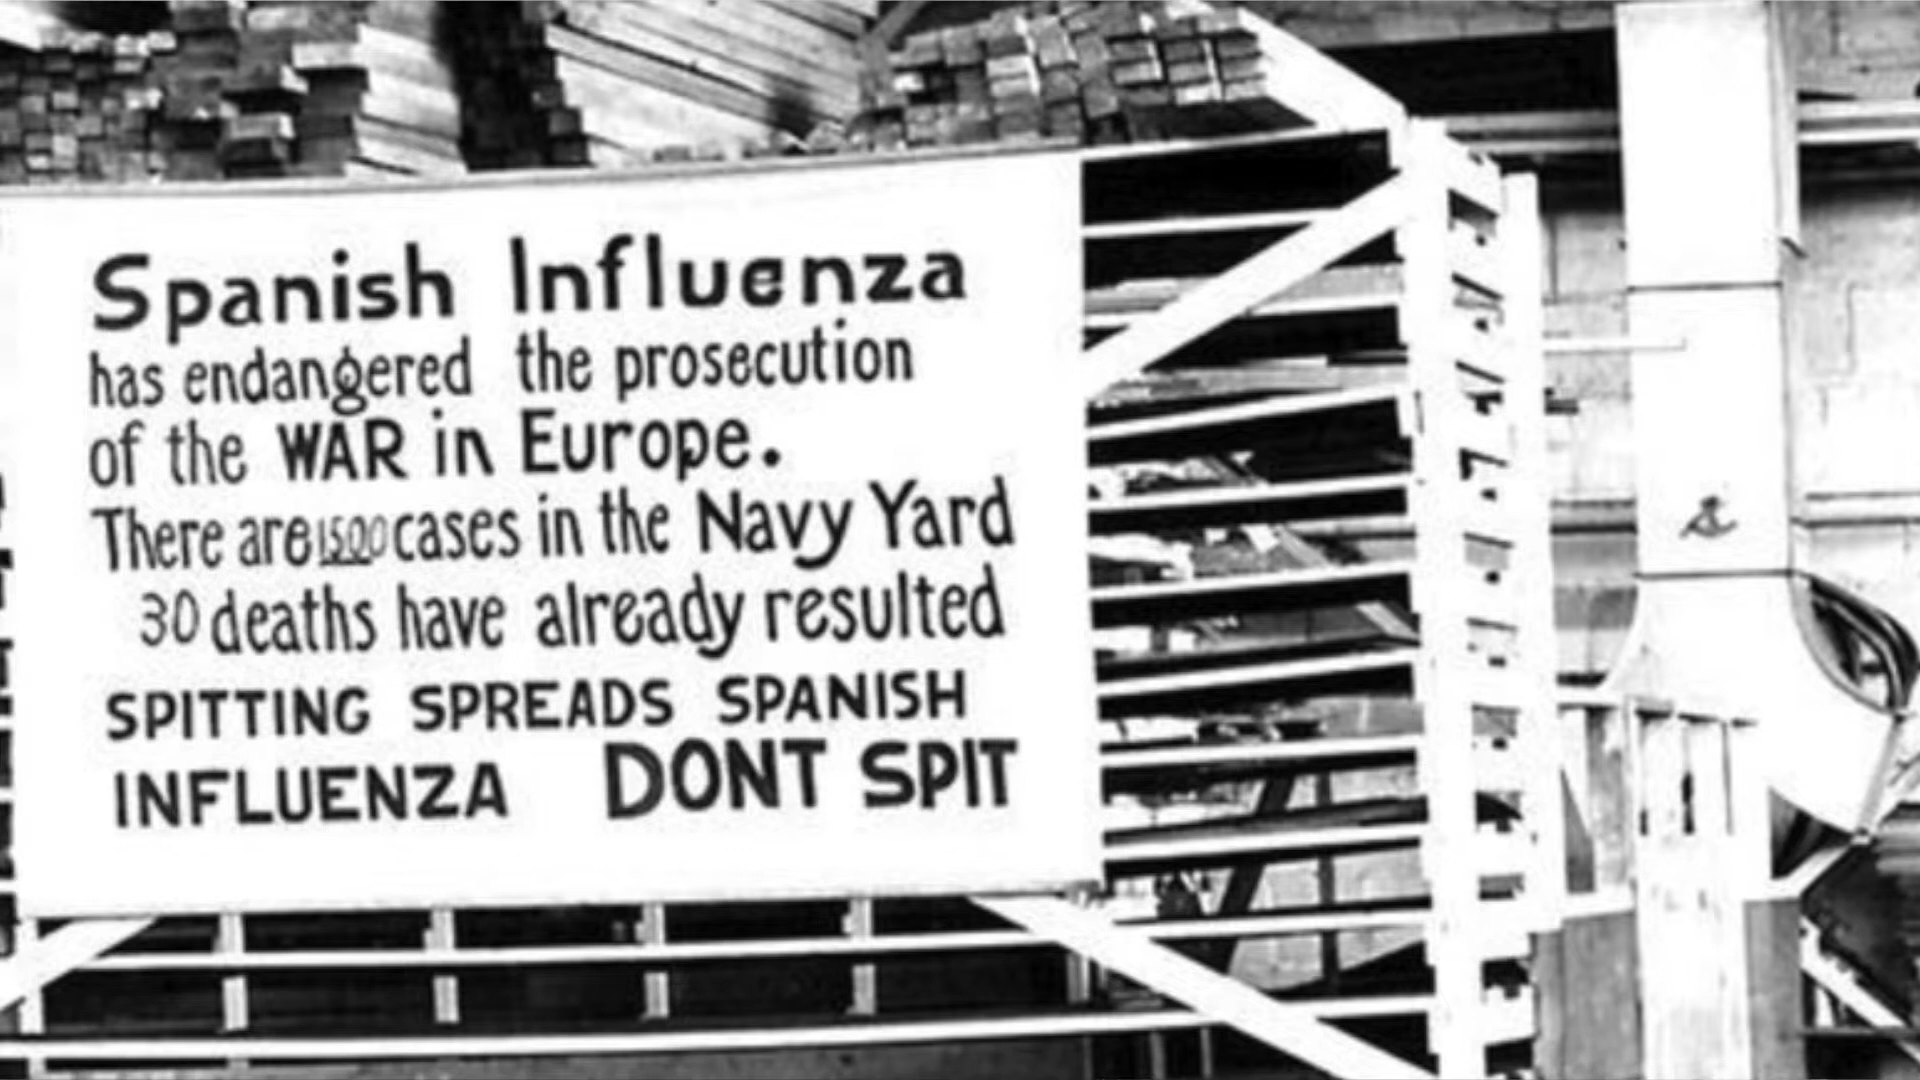 Spanish Influenza
has endangered the prosecution
of the WAR in Europe.
There are 1500 cases in the Navy Yard
30 deaths have already resulted
SPITTING SPREADS SPANISH
INFLUENZA DONT SPIT